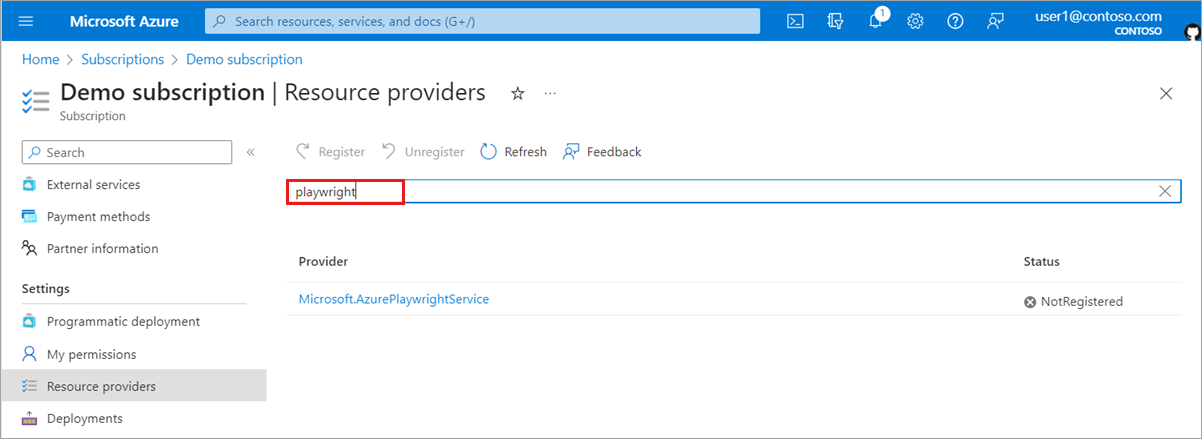 Microsoft Azure
Search resources, services, and docs (G+/)
1
user1@contoso.com
CONTOSO
Home > Subscriptions > Demo subscription
Demo subscription | Resource providers
...
Subscription
Search
«
Register
Unregister
Refresh
Feedback
External services
Payment methods
Partner information
Settings
Programmatic deployment
My permissions
Resource providers
Deployments
playwright
Provider
Status
Microsoft.AzurePlaywrightService
NotRegistered